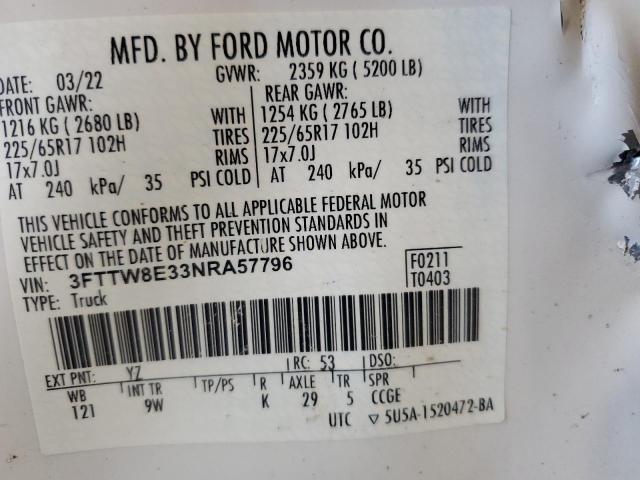 MFD. BY FORD MOTOR CO.
DATE: 03/22 GVWR: 2359 KG ( 5200 LB)
FRONT GAWR: REAR GAWR:
1216 KG ( 2680 LB) WITH 1254 KG ( 2765 LB) WITH
225/65R17 102H TIRES 225/65R17 102H TIRES
17x7.0J RIMS 17x7.0J RIMS
AT 240 kPa/ 35 PSI COLD AT 240 kPa/ 35 PSI COLD
THIS VEHICLE CONFORMS TO ALL APPLICABLE FEDERAL MOTOR
VEHICLE SAFETY AND THEFT PREVENTION STANDARDS IN
EFFECT ON THE DATE OF MANUFACTURE SHOWN ABOVE.
VIN: 3FTTW8E33NRA57796 F0211
TYPE: Truck T0403
EXT PNT: YZ RC: 53 DSO:
WB INT TR TP/PS R AXLE TR SPR
121 9W K 29 5 CCGE
UTC ▽ 5U5A-1520472-BA